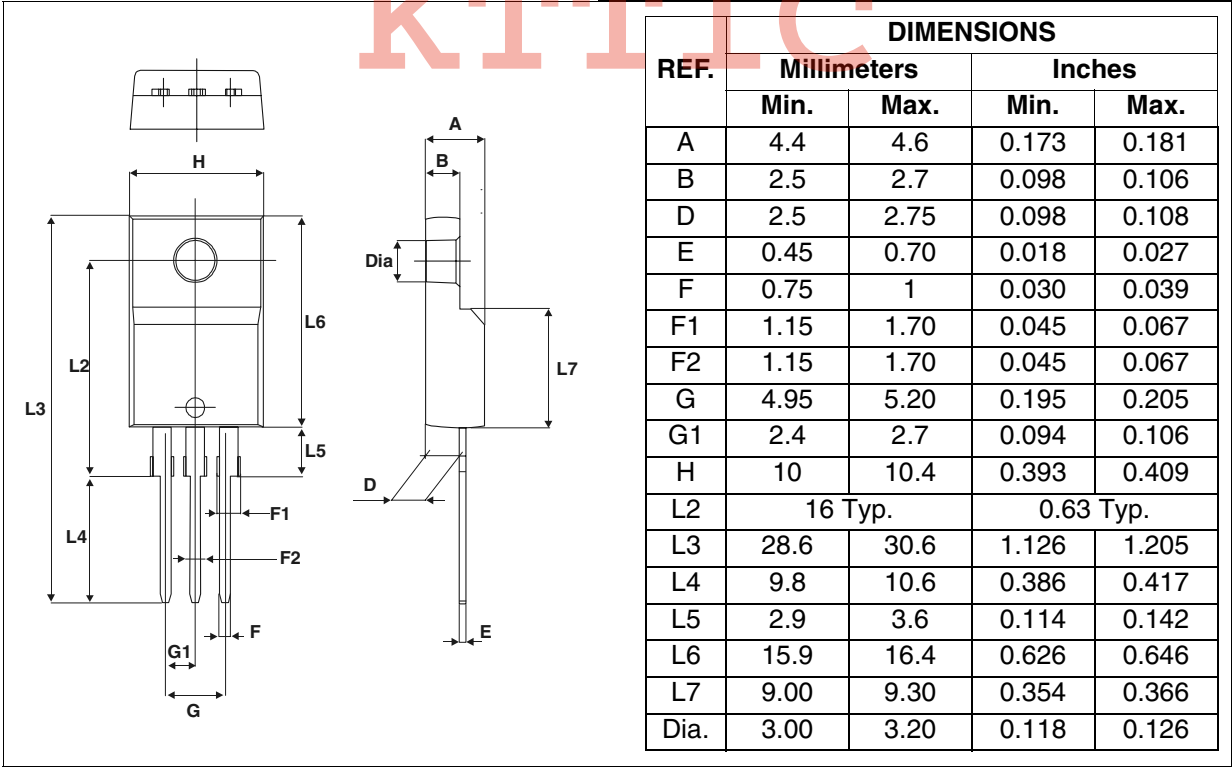 KTTIC
A
B
H
Dia
L6
L2
L7
L3
L5
D
F1
L4
F2
F
E
G1
G
DIMENSIONS
REF. Millimeters Inches
Min. Max. Min. Max.
A 4.4 4.6 0.173 0.181
B 2.5 2.7 0.098 0.106
D 2.5 2.75 0.098 0.108
E 0.45 0.70 0.018 0.027
F 0.75 1 0.030 0.039
F1 1.15 1.70 0.045 0.067
F2 1.15 1.70 0.045 0.067
G 4.95 5.20 0.195 0.205
G1 2.4 2.7 0.094 0.106
H 10 10.4 0.393 0.409
L2 16 Typ. 0.63 Typ.
L3 28.6 30.6 1.126 1.205
L4 9.8 10.6 0.386 0.417
L5 2.9 3.6 0.114 0.142
L6 15.9 16.4 0.626 0.646
L7 9.00 9.30 0.354 0.366
Dia. 3.00 3.20 0.118 0.126